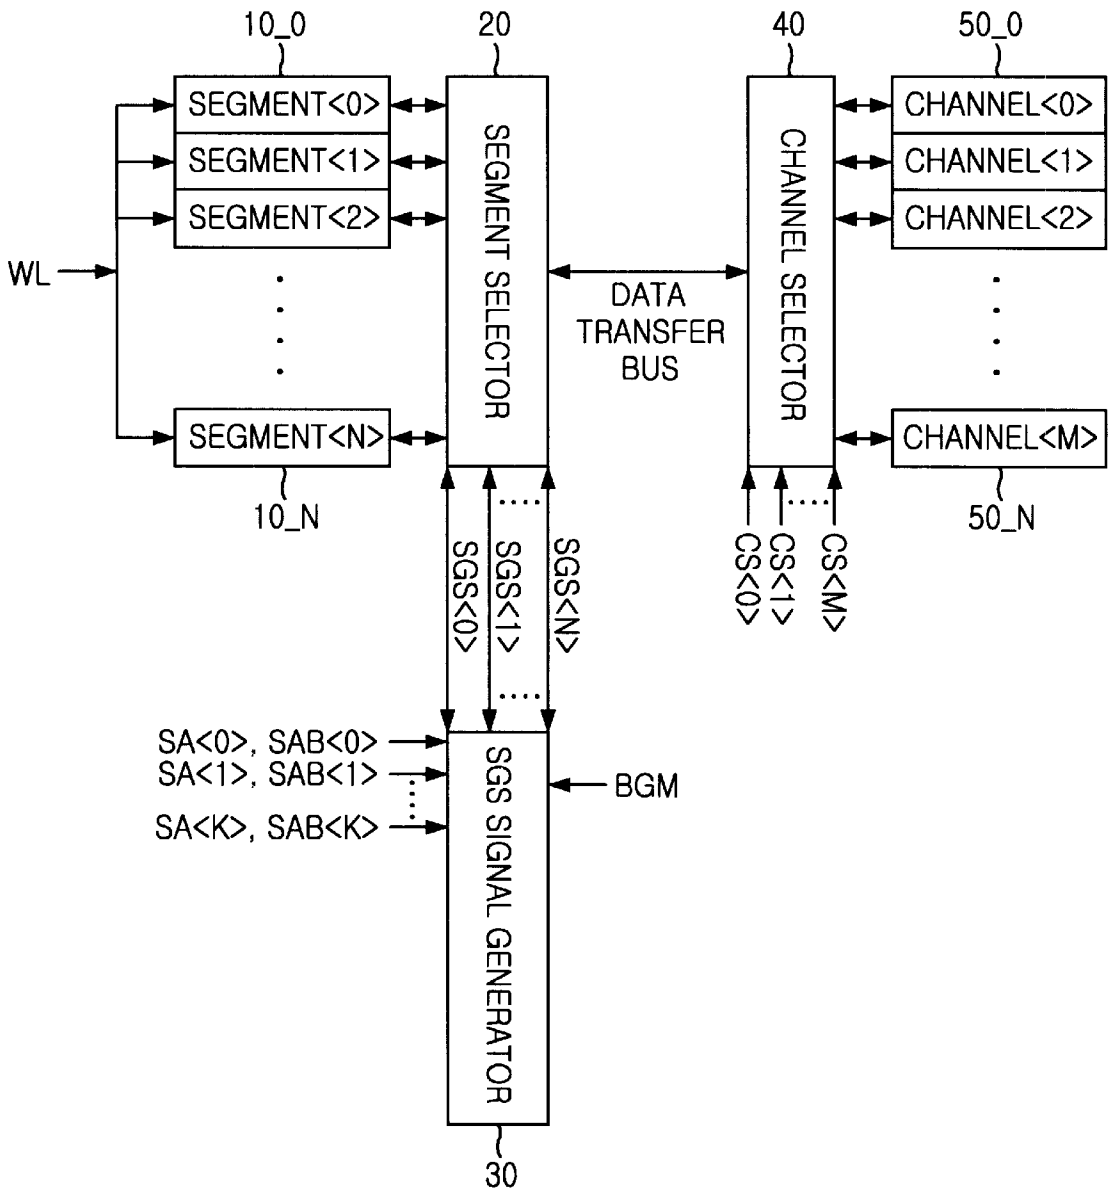 10_0
20
40
50_0
SEGMENT<0>
SEGMENT<1>
SEGMENT<2>
SEGMENT<N>
10_N
WL
SEGMENT SELECTOR
DATA
TRANSFER
BUS
CHANNEL SELECTOR
CHANNEL<0>
CHANNEL<1>
CHANNEL<2>
CHANNEL<M>
50_N
SGS<0>
SGS<1>
SGS<N>
CS<0>
CS<1>
CS<M>
SA<0>, SAB<0>
SA<1>, SAB<1>
SA<K>, SAB<K>
SGS SIGNAL GENERATOR
BGM
30